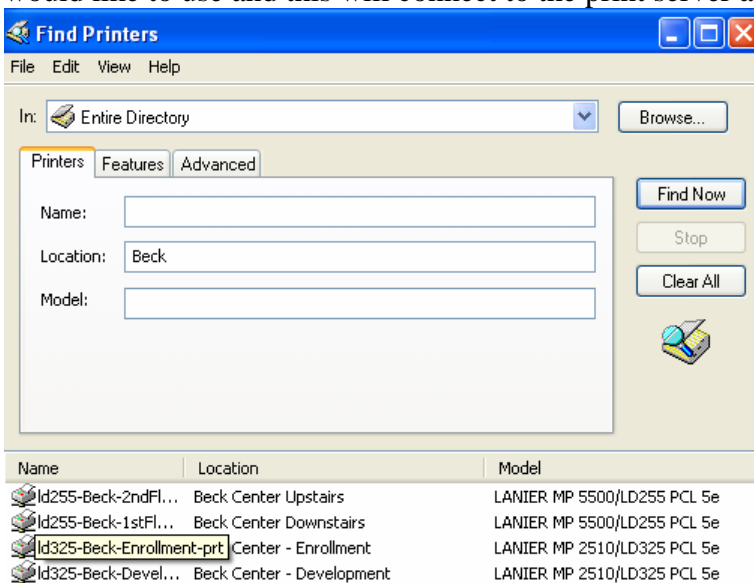 would like to use and this will connect to the print server a
Find Printers
File Edit View Help
In: Entire Directory Browse...
Printers Features Advanced
Find Now
Name:
Stop
Location: Beck
Clear All
Model:
Name Location Model
ld255-Beck-2ndFl... Beck Center Upstairs LANIER MP 5500/LD255 PCL 5e
ld255-Beck-1stFl... Beck Center Downstairs LANIER MP 5500/LD255 PCL 5e
ld325-Beck-Enrollment-prt Center - Enrollment LANIER MP 2510/LD325 PCL 5e
ld325-Beck-Devel... Beck Center - Development LANIER MP 2510/LD325 PCL 5e